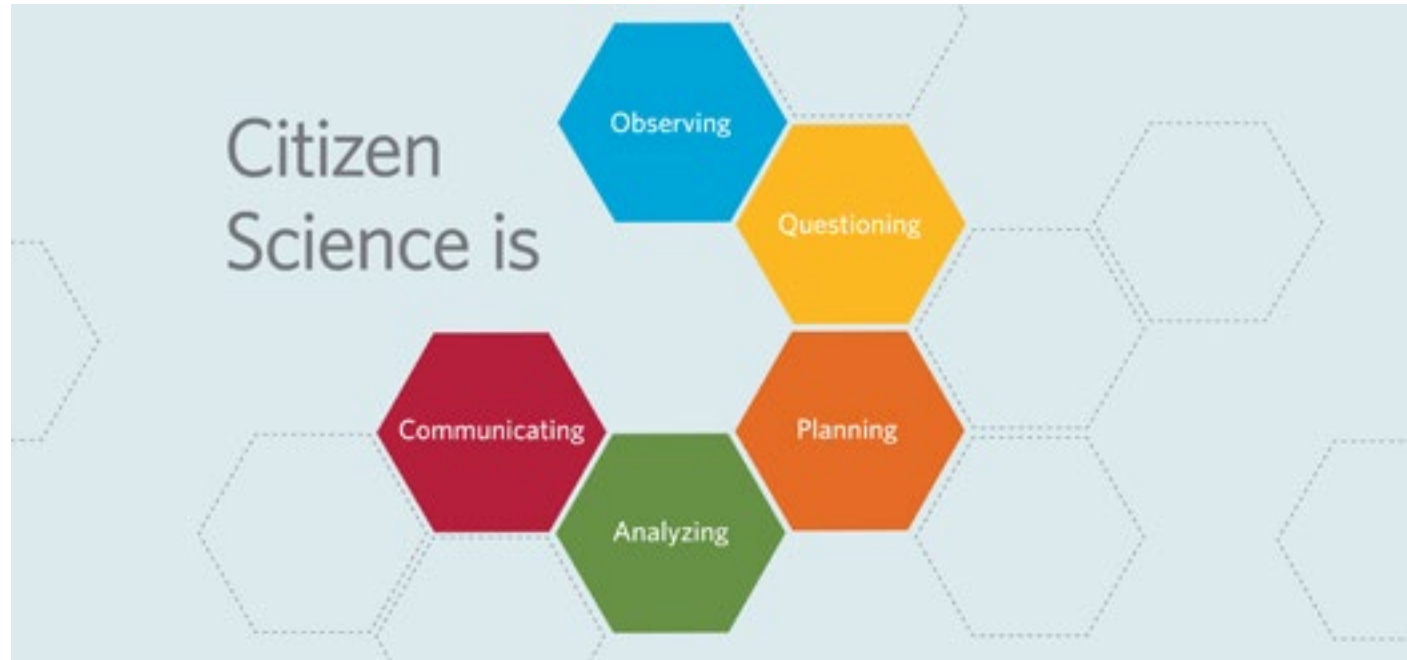 Citizen
Science is
Observing
Questioning
Planning
Analyzing
Communicating